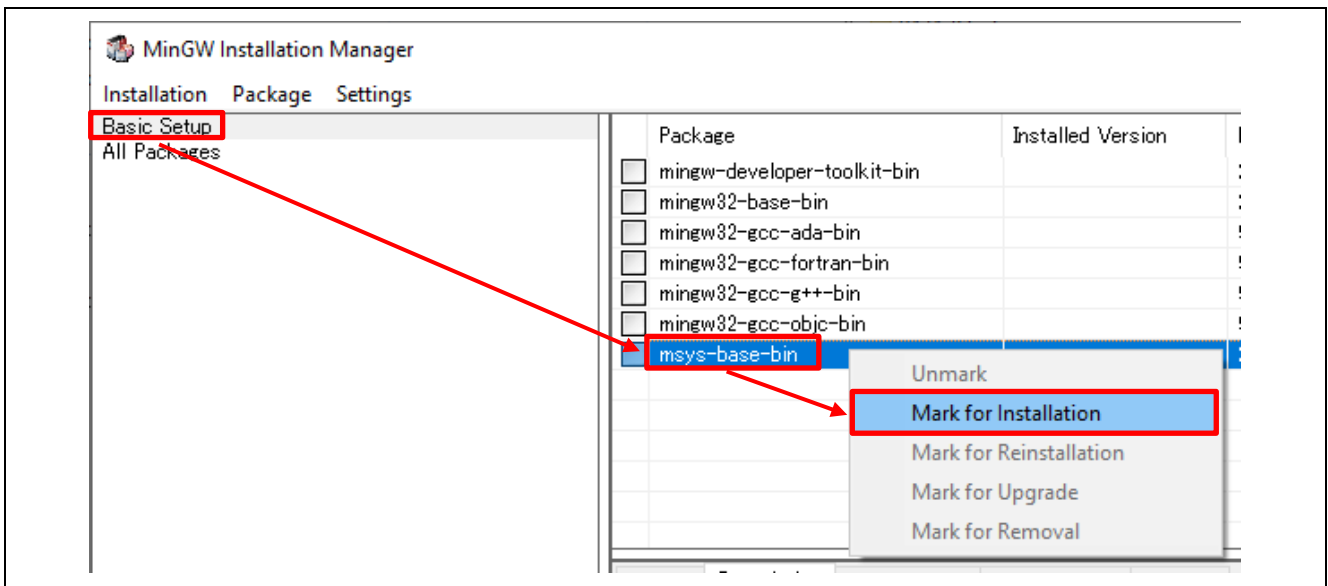 MinGW Installation Manager
Installation Package Settings
Basic Setup
All Packages
Package Installed Version
mingw-developer-toolkit-bin
mingw32-base-bin
mingw32-gcc-ada-bin
mingw32-gcc-fortran-bin
mingw32-gcc-g++-bin
mingw32-gcc-objc-bin
msys-base-bin
Unmark
Mark for Installation
Mark for Reinstallation
Mark for Upgrade
Mark for Removal